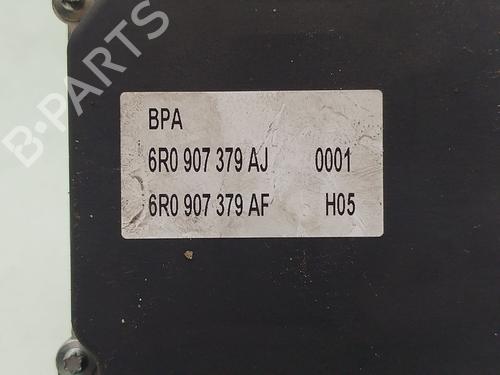 B-PARTS
BPA
6R0 907 379 AJ 0001
6R0 907 379 AF H05